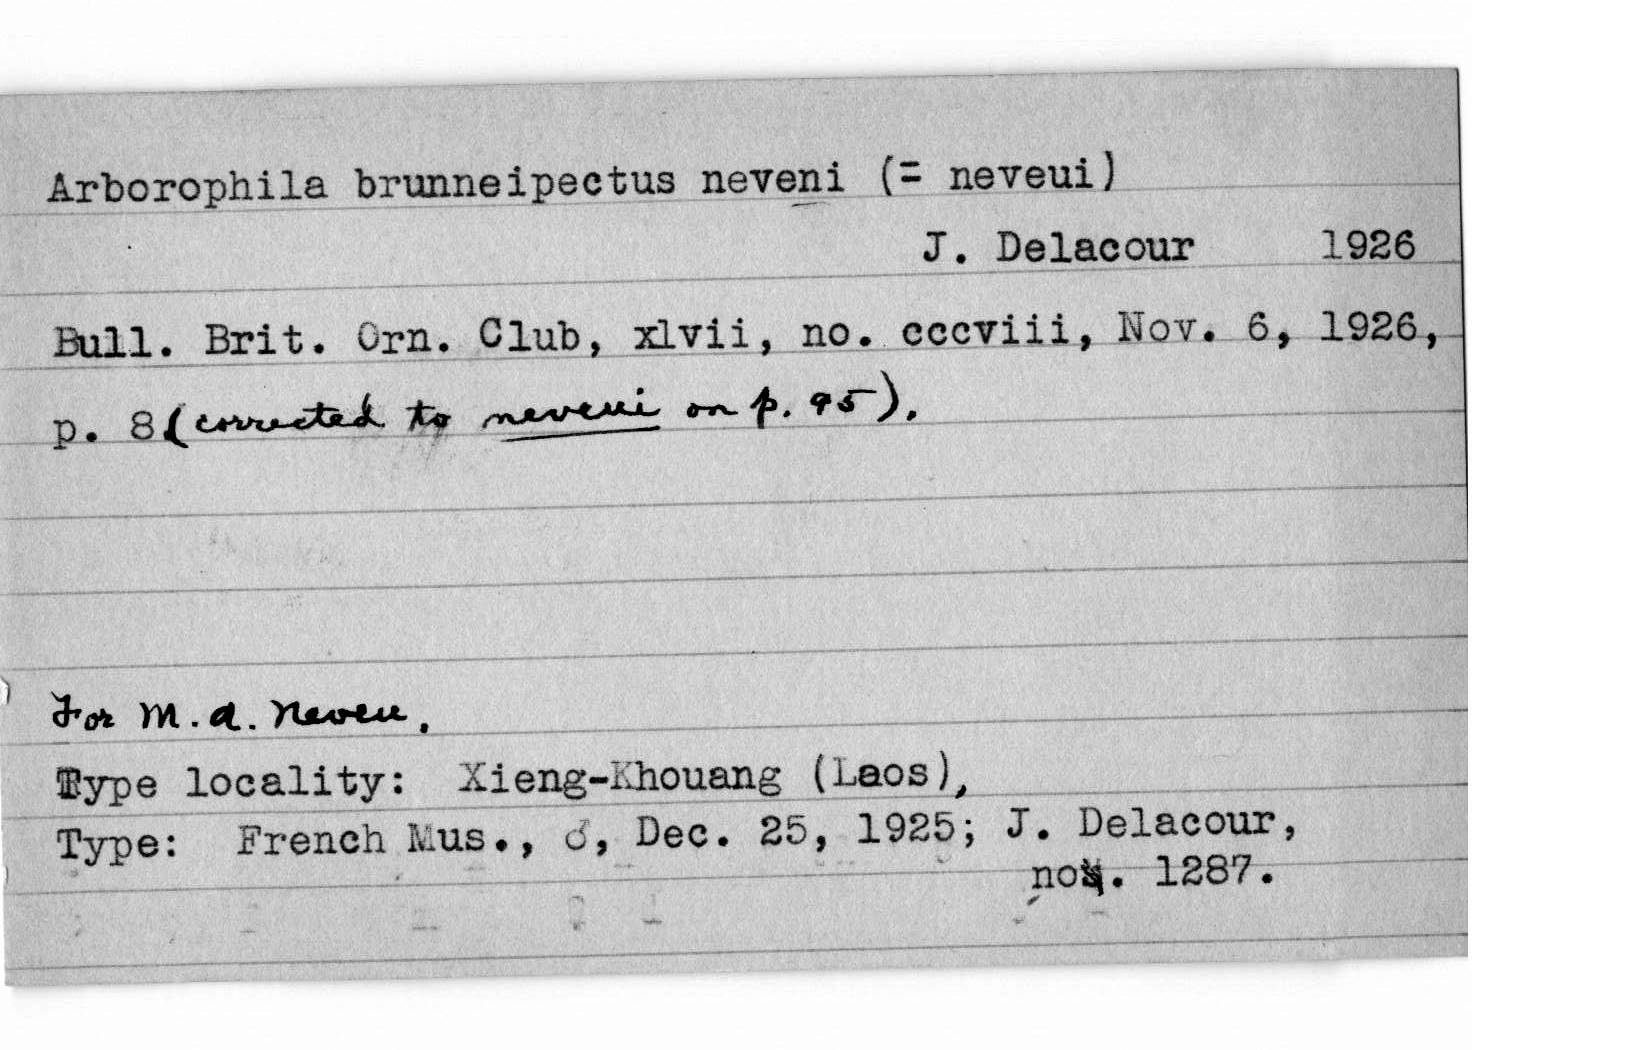 Arborophila brunneipectus neveni (= neveui)
J. Delacour 1926
Bull. Brit. Orn. Club, xlvii, no. cccviii, Nov. 6, 1926,
p. 8 (corrected to neveui on p. 95).
For M. A. Neveu.
Type locality: Xieng-Khouang (Laos),
Type: French Mus., ♂, Dec. 25, 1925; J. Delacour,
no. 1287.